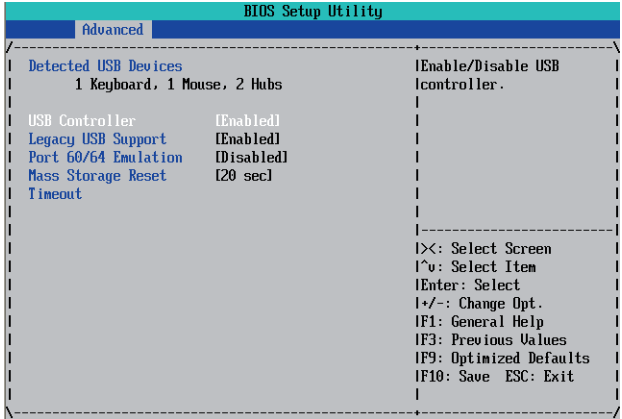 BIOS Setup Utility
Advanced
Detected USB Devices
1 Keyboard, 1 Mouse, 2 Hubs
USB Controller [Enabled]
Legacy USB Support [Enabled]
Port 60/64 Emulation [Disabled]
Mass Storage Reset [20 sec]
Timeout
Enable/Disable USB
controller.
><: Select Screen
^v: Select Item
Enter: Select
+/-: Change Opt.
F1: General Help
F3: Previous Values
F9: Optimized Defaults
F10: Save ESC: Exit